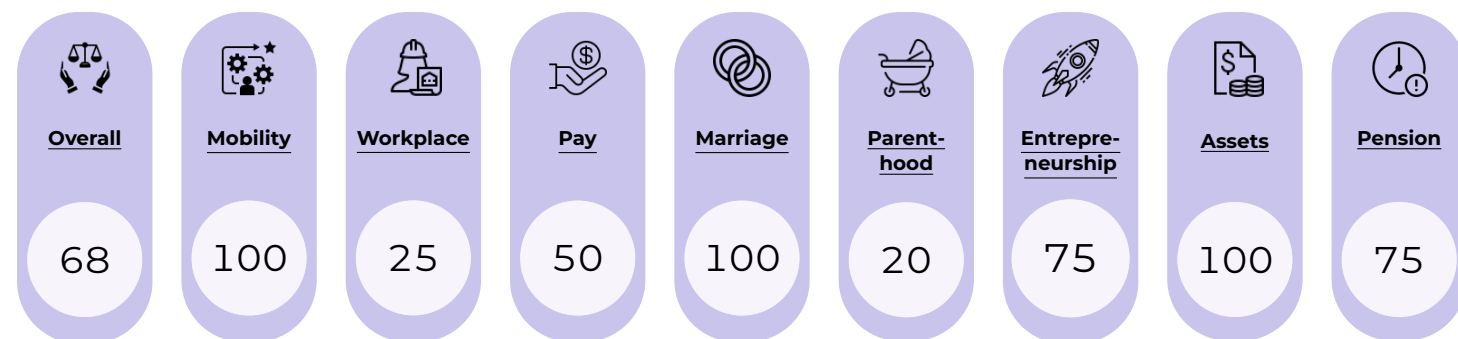 Overall
68
Mobility
100
Workplace
25
$
Pay
50
Marriage
100
Parent-
hood
20
Entrepre-
neurship
75
$
Assets
100
!
Pension
75